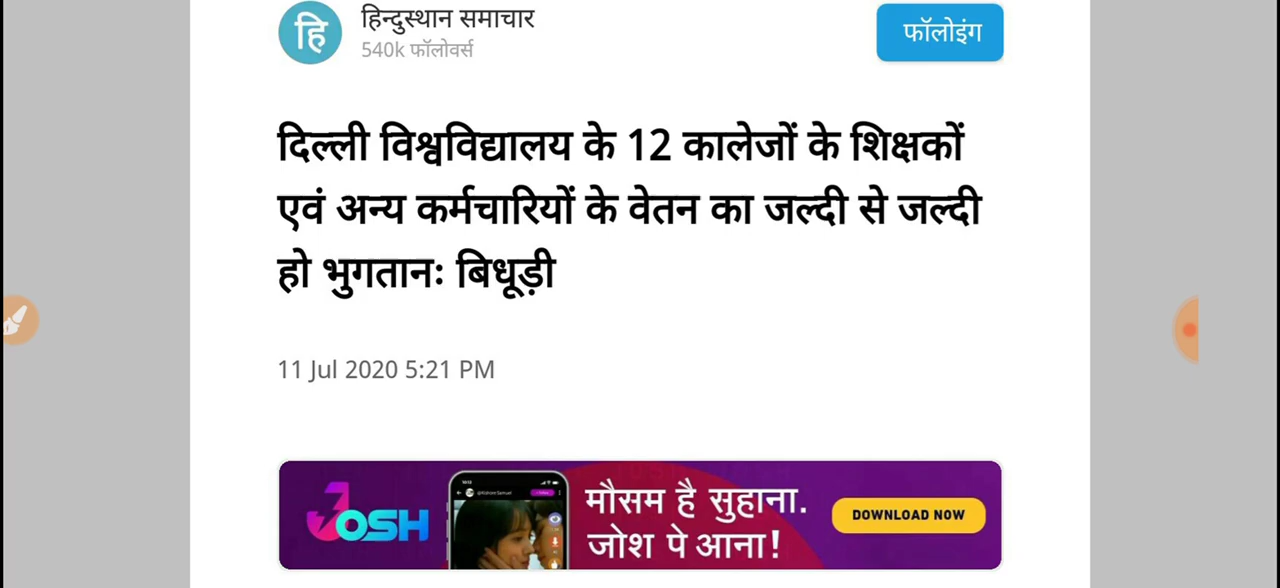 हि
हिन्दुस्थान समाचार
540k फॉलोवर्स
फॉलोइंग
दिल्ली विश्वविद्यालय के 12 कालेजों के शिक्षकों
एवं अन्य कर्मचारियों के वेतन का जल्दी से जल्दी
हो भुगतानः बिधूड़ी
11 Jul 2020 5:21 PM
JOSH
मौसम है सुहाना.
जोश पे आना!
DOWNLOAD NOW